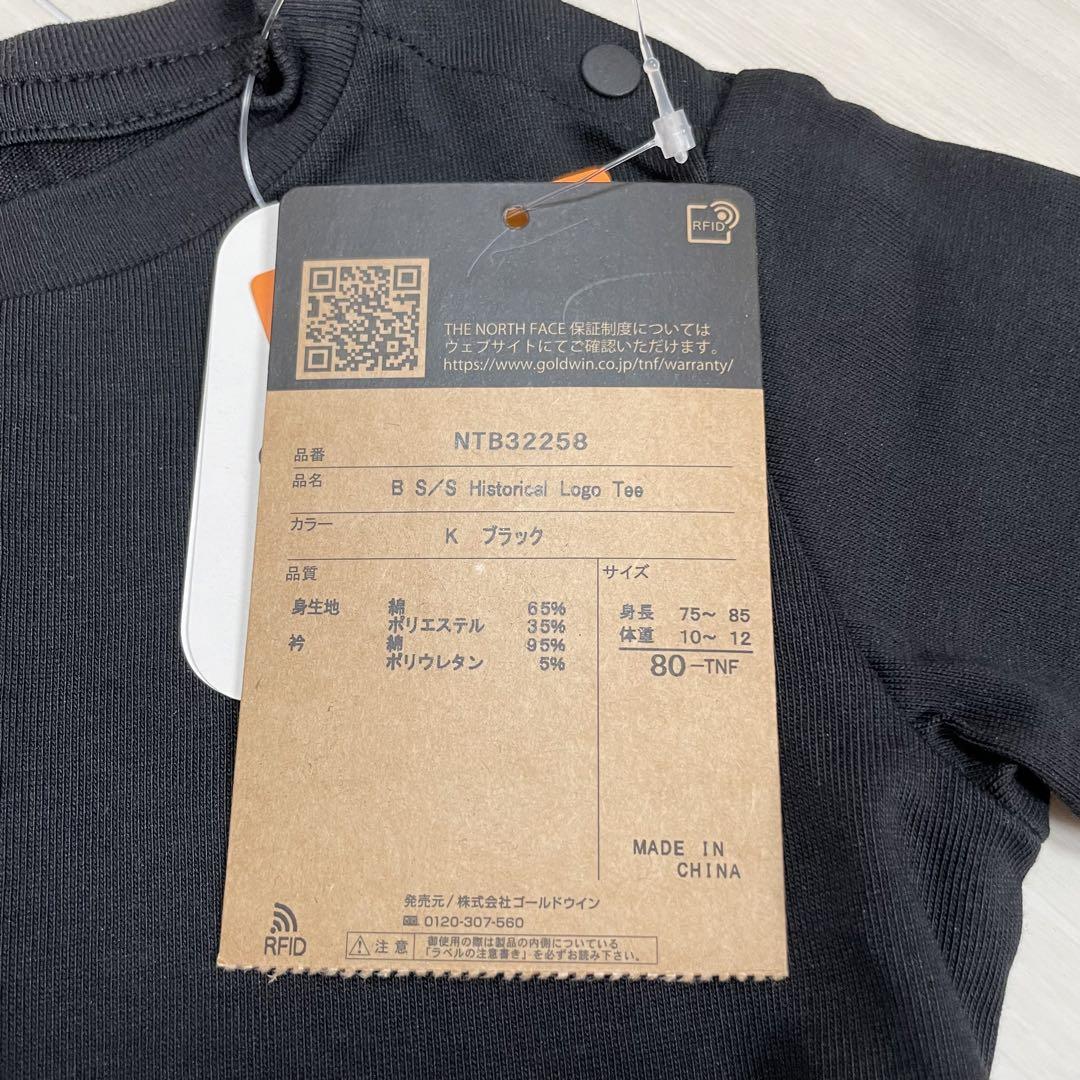 RFID
THE NORTH FACE 保証制度については
ウェブサイトにてご確認いただけます。
https://www.goldwin.co.jp/tnf/warranty/
品番 NTB32258
品名 B S/S Historical Logo Tee
カラー K ブラック
品質
身生地 綿 65%
ポリエステル 35%
衿 綿 95%
ポリウレタン 5%
サイズ
身長 75～ 85
体重 10～ 12
80-TNF
MADE IN
CHINA
発売元/株式会社ゴールドウイン
0120-307-560
RFID
注意 御使用の際は製品の内側についている
「ラベルの注意書き」を必ずお読み下さい。